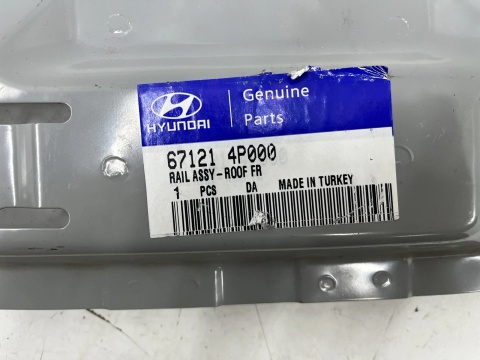 HYUNDAI
Genuine
Parts
67121 4P000
RAIL ASSY-ROOF FR
1 PCS DA MADE IN TURKEY